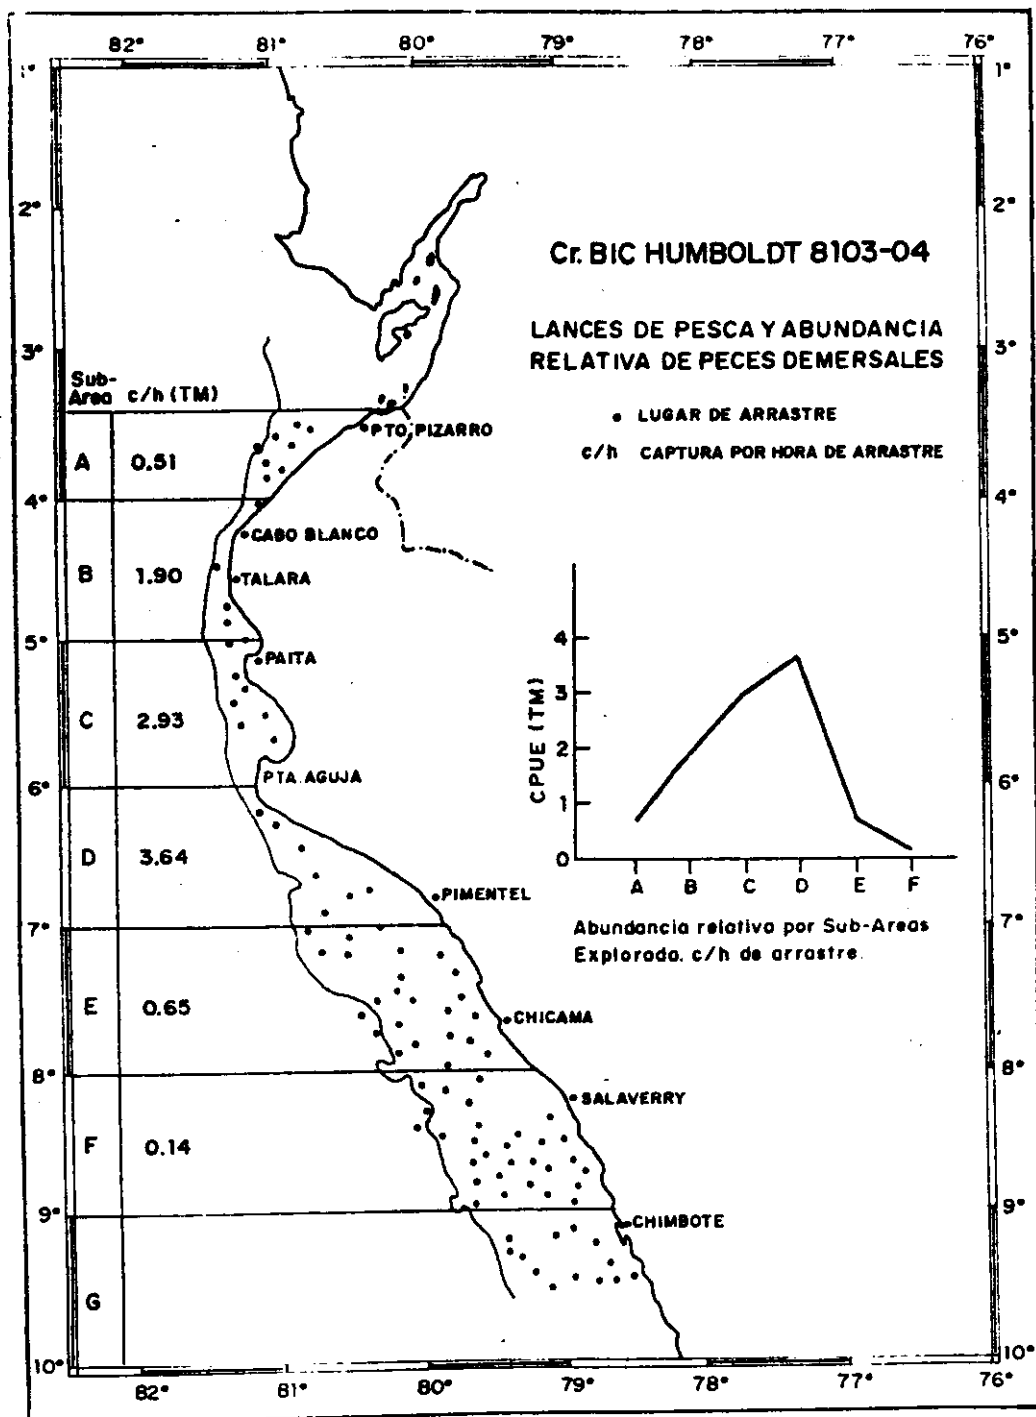 82° 81° 80° 79° 78° 77° 76°
1° 1°
2° 2°
Cr. BIC HUMBOLDT 8103-04
LANCES DE PESCA Y ABUNDANCIA
RELATIVA DE PECES DEMERSALES
3° 3°
Sub-
Area c/h (TM)
• LUGAR DE ARRASTRE
PTO. PIZARRO
c/h CAPTURA POR HORA DE ARRASTRE
A 0.51
4° 4°
CABO BLANCO
B 1.90
TALARA
5° 5°
PAITA
C 2.93
PTA. AGUJA
6° 6°
D 3.64
PIMENTEL
7° 7°
E 0.65
CHICAMA
8° 8°
SALAVERRY
F 0.14
9° 9°
CHIMBOTE
G
10° 10°
82° 81° 80° 79° 78° 77° 76°
CPUE (TM)
4
3
2
1
0
A B C D E F
Abundancia relativa por Sub-Areas
Explorada. c/h de arrastre.